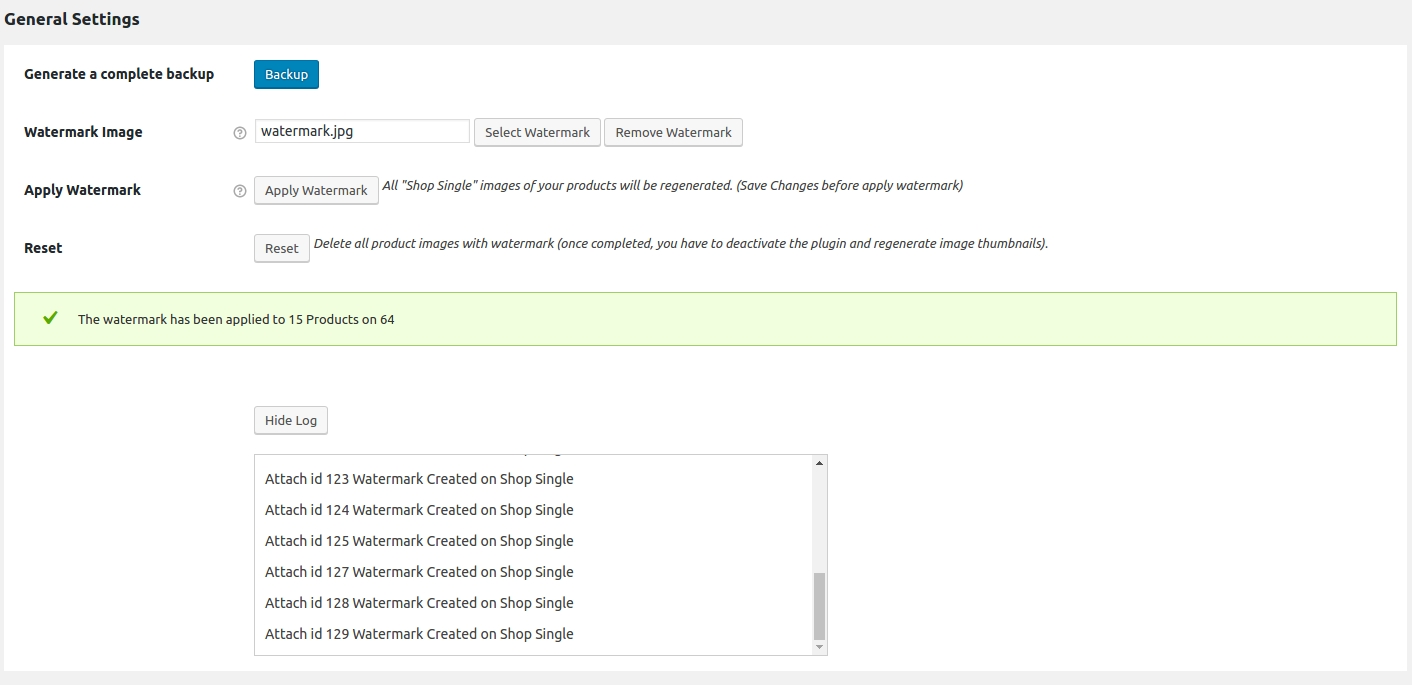 General Settings
Generate a complete backup
Backup
Watermark Image
watermark.jpg
Select Watermark
Remove Watermark
Apply Watermark
Apply Watermark
All "Shop Single" images of your products will be regenerated. (Save Changes before apply watermark)
Reset
Reset
Delete all product images with watermark (once completed, you have to deactivate the plugin and regenerate image thumbnails).
The watermark has been applied to 15 Products on 64
Hide Log
Attach id 123 Watermark Created on Shop Single
Attach id 124 Watermark Created on Shop Single
Attach id 125 Watermark Created on Shop Single
Attach id 127 Watermark Created on Shop Single
Attach id 128 Watermark Created on Shop Single
Attach id 129 Watermark Created on Shop Single